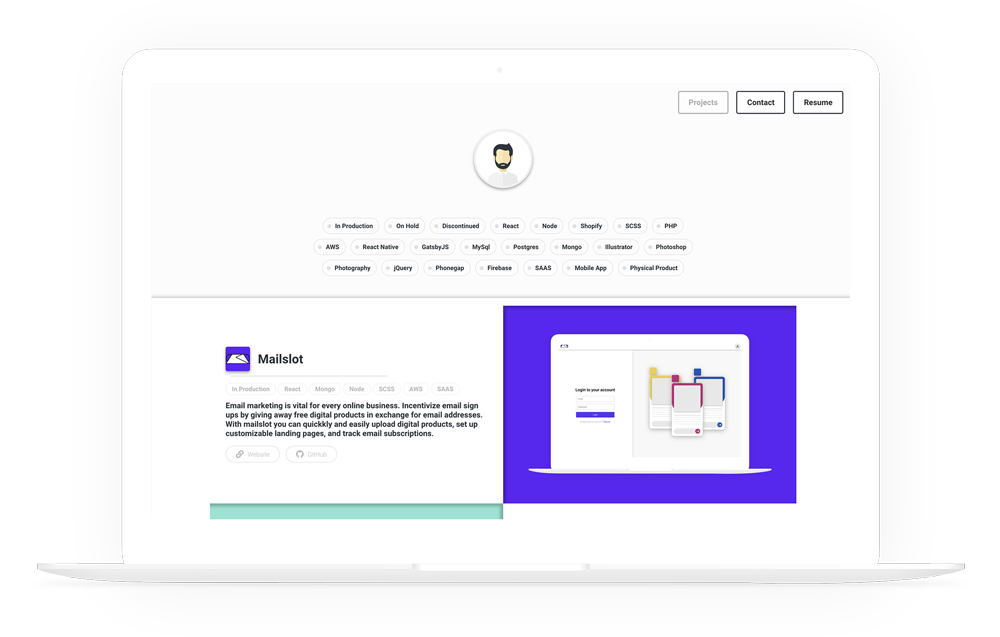 Projects Contact Resume
In Production On Hold Discontinued React Node Shopify SCSS PHP
AWS React Native GatsbyJS MySql Postgres Mongo Illustrator Photoshop
Photography jQuery Phonegap Firebase SAAS Mobile App Physical Product
Mailslot
In Production React Mongo Node SCSS AWS SAAS
Email marketing is vital for every online business. Incentivize email sign
ups by giving away free digital products in exchange for email addresses.
With mailslot you can quickkly and easily upload digital products, set up
customizable landing pages, and track email subscriptions.
Website GitHub
Login to your account